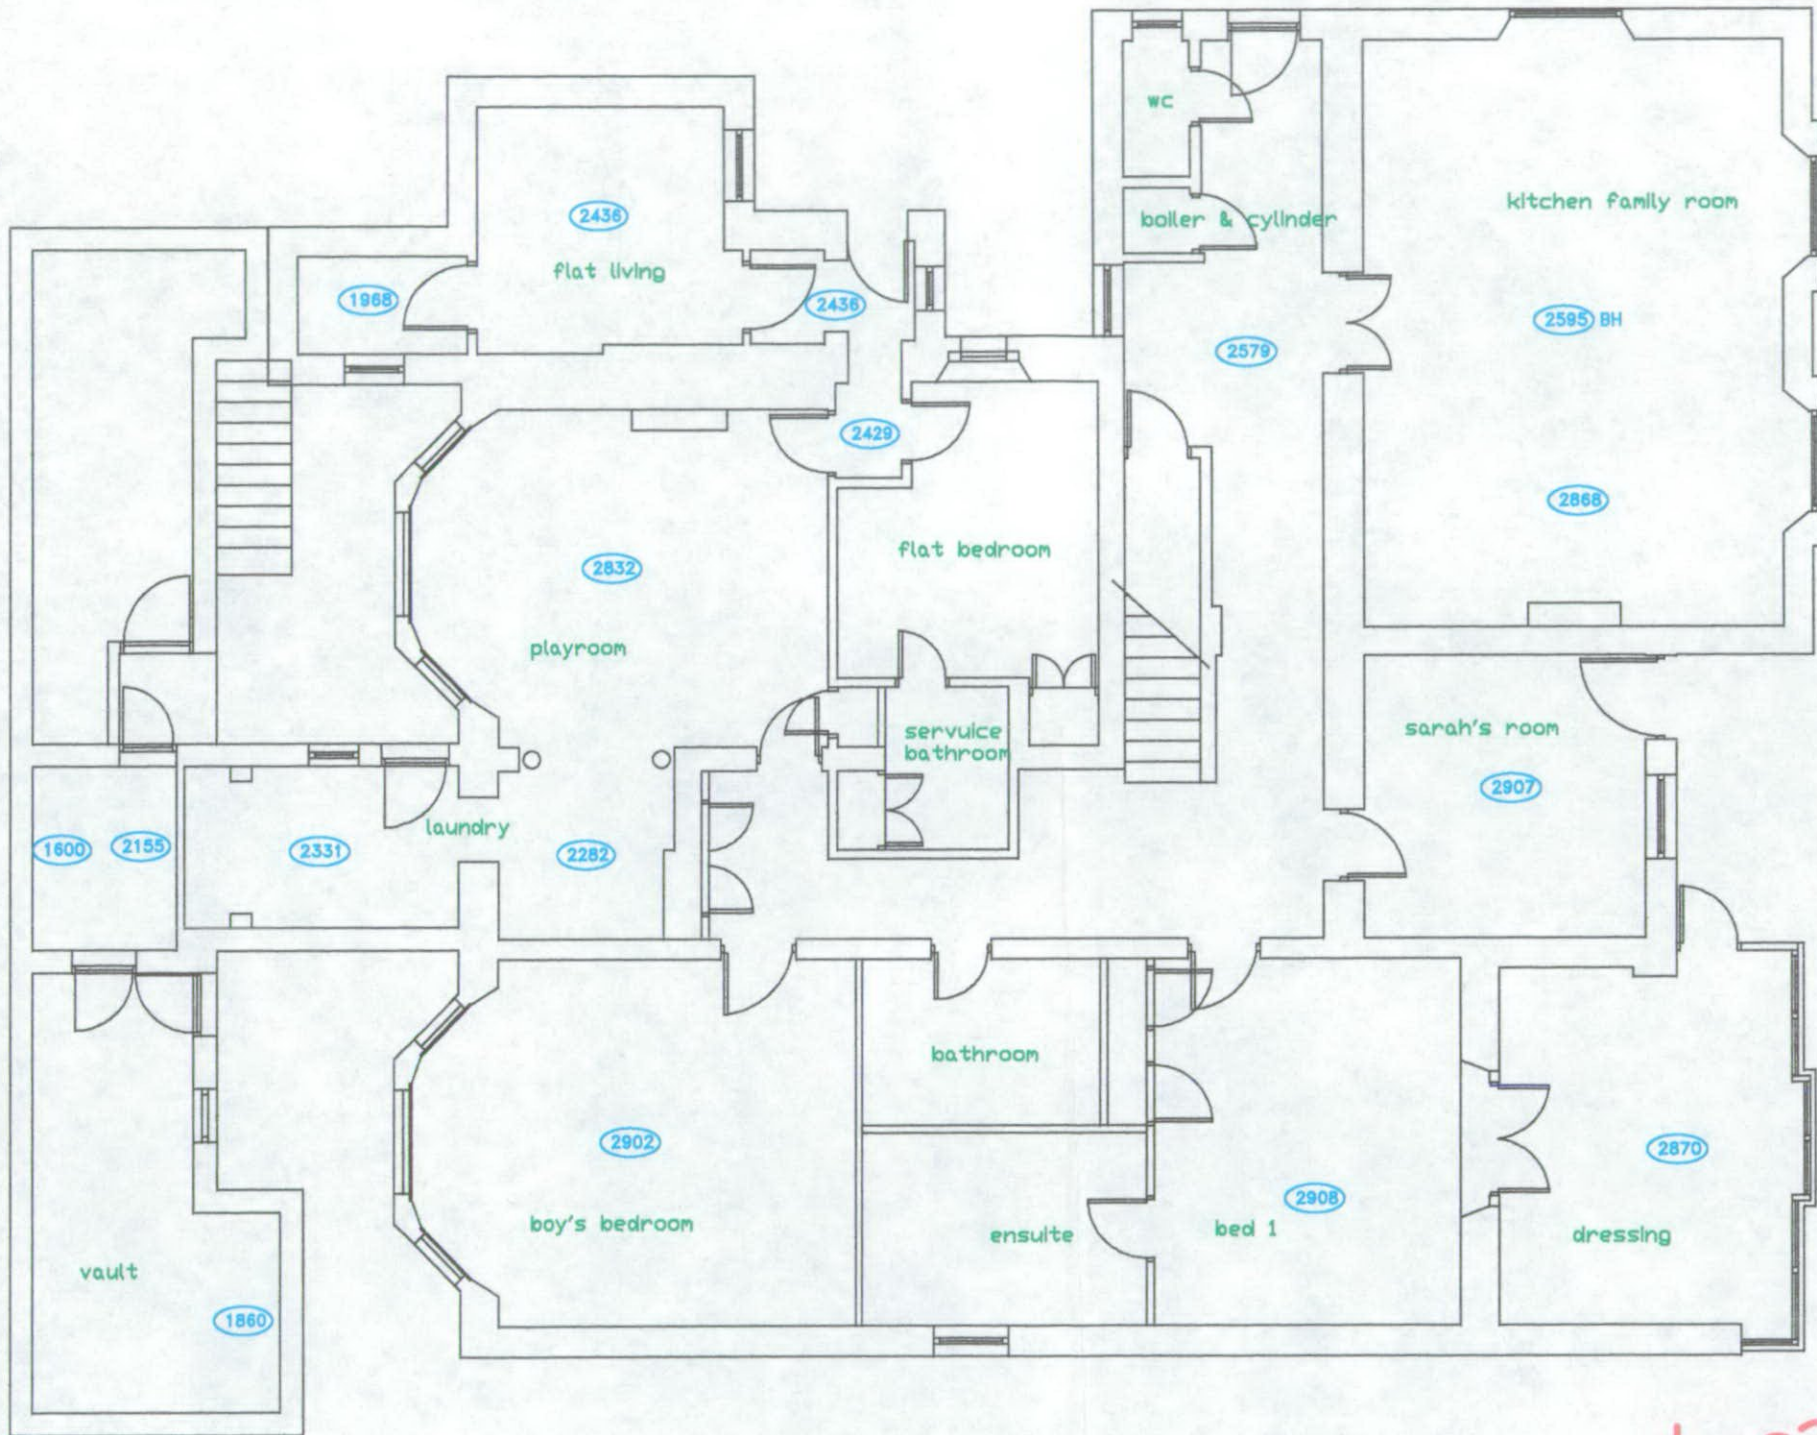 wc
boiler & cylinder
kitchen family room
2436
flat living
1968
2436
2579
2595 BH
2429
2868
flat bedroom
2832
playroom
servuice
bathroom
sarah's room
2907
laundry
1600
2155
2331
2282
bathroom
2902
2870
2908
boy's bedroom
ensuite
bed 1
dressing
vault
1860